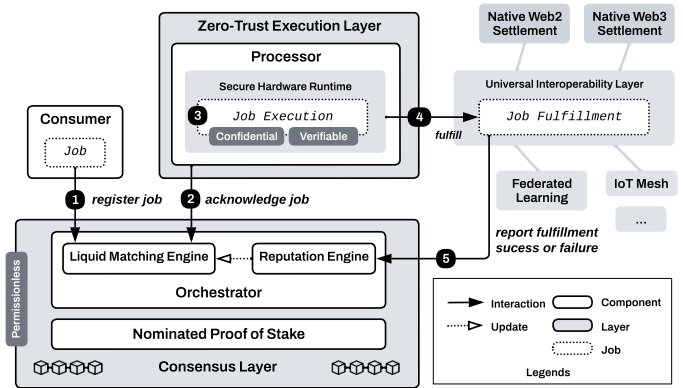 Zero-Trust Execution Layer
Processor
Secure Hardware Runtime
3
Job Execution
Confidential
Verifiable
Native Web2
Settlement
Native Web3
Settlement
Universal Interoperability Layer
Job Fulfillment
4
fulfill
Federated
Learning
IoT Mesh
...
Consumer
Job
1
register job
2
acknowledge job
report fulfillment
sucess or failure
5
Permissionless
Liquid Matching Engine
Reputation Engine
Orchestrator
Nominated Proof of Stake
Consensus Layer
Interaction
Component
Update
Layer
Job
Legends